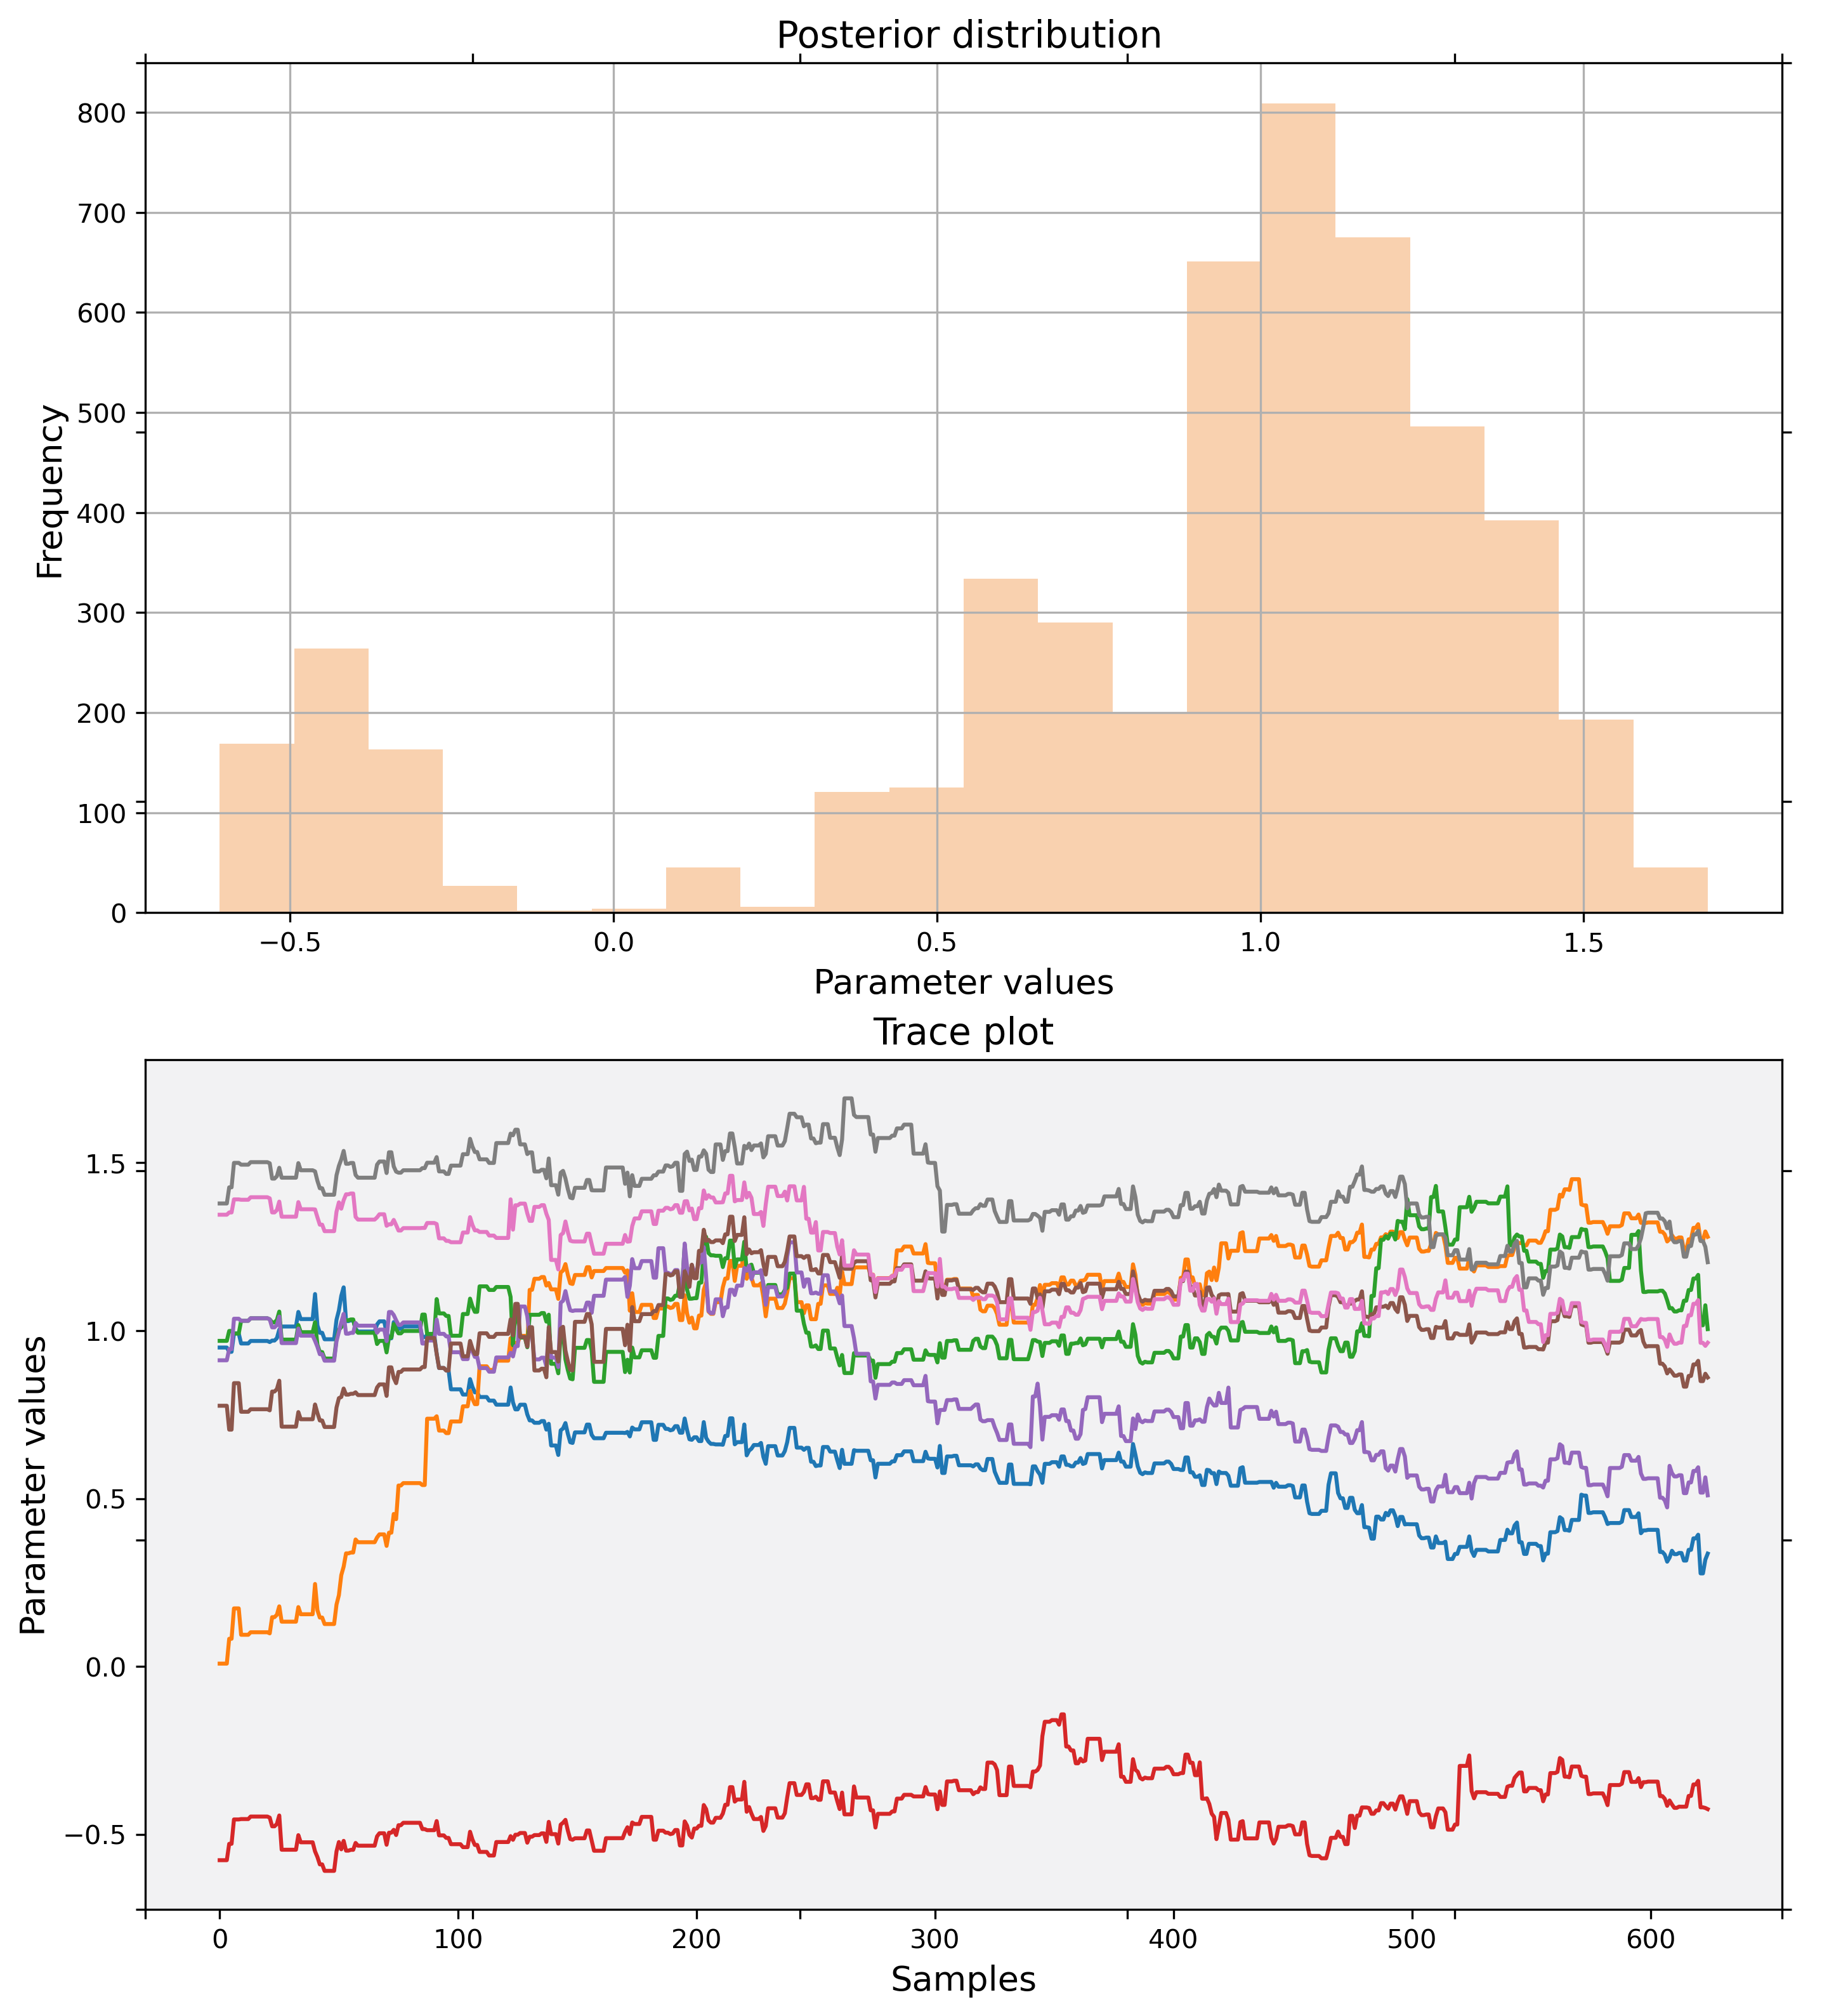 Posterior distribution
800
700
600
500
400
300
200
100
0
Frequency
−0.5 0.0 0.5 1.0 1.5
Parameter values
Trace plot
1.5
1.0
0.5
0.0
−0.5
Parameter values
0 100 200 300 400 500 600
Samples